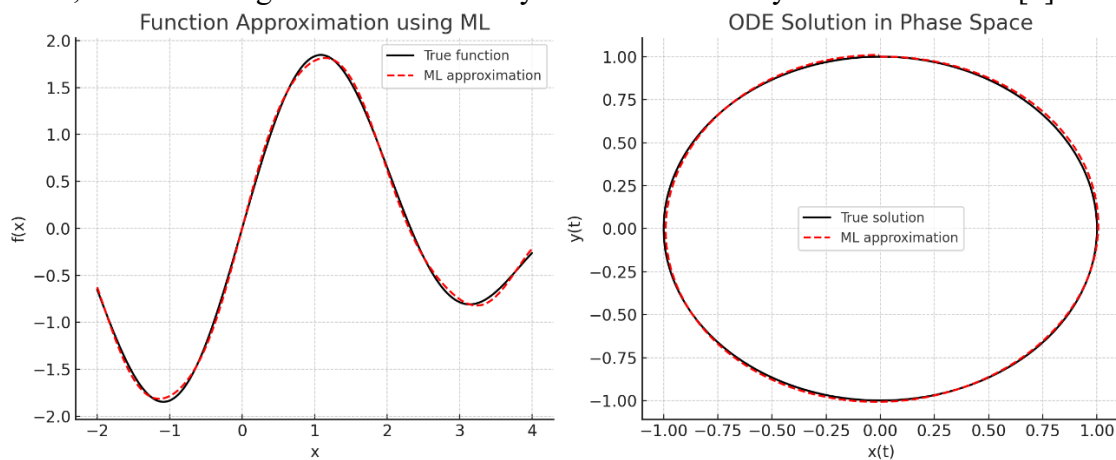 Function Approximation using ML
2.0
1.5
1.0
0.5
0.0
−0.5
−1.0
−1.5
−2.0
f(x)
True function
ML approximation
−2 −1 0 1 2 3 4
x
ODE Solution in Phase Space
1.00
0.75
0.50
0.25
0.00
−0.25
−0.50
−0.75
−1.00
y(t)
True solution
ML approximation
−1.00 −0.75 −0.50 −0.25 0.00 0.25 0.50 0.75 1.00
x(t)